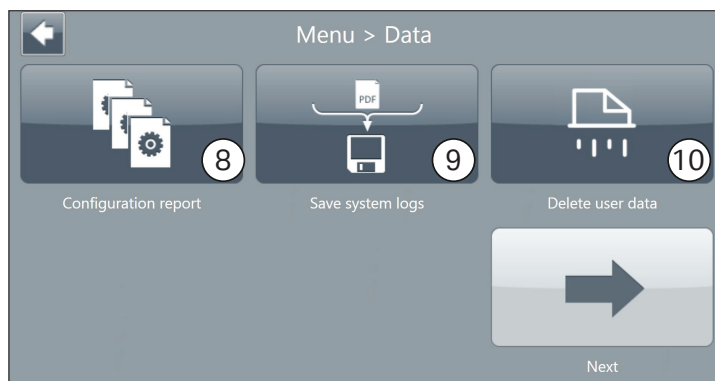 Menu > Data
PDF
8
9
10
Configuration report
Save system logs
Delete user data
Next